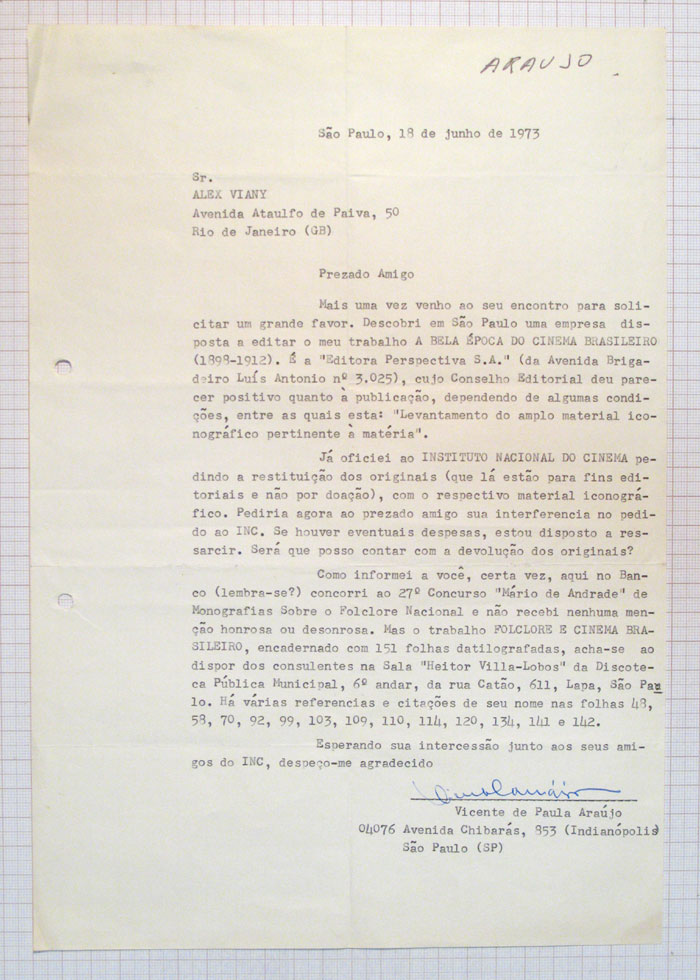 ARAUJO
São Paulo, 18 de junho de 1973
Sr.
ALEX VIANY
Avenida Ataulfo de Paiva, 50
Rio de Janeiro (GB)
Prezado Amigo
Mais uma vez venho ao seu encontro para soli-
citar um grande favor. Descobri em São Paulo uma empresa dis-
posta a editar o meu trabalho A BELA ÉPOCA DO CINEMA BRASILEIRO
(1898-1912). É a "Editora Perspectiva S.A." (da Avenida Briga-
deiro Luís Antonio nº 3.025), cujo Conselho Editorial deu pare-
cer positivo quanto à publicação, dependendo de algumas condi-
ções, entre as quais esta: "Levantamento do amplo material ico-
nográfico pertinente à matéria".
Já oficiei ao INSTITUTO NACIONAL DO CINEMA pe-
dindo a restituição dos originais (que lá estão para fins edi-
toriais e não por doação), com o respectivo material iconográ-
fico. Pediria agora ao prezado amigo sua interferencia no pedi-
do ao INC. Se houver eventuais despesas, estou disposto a res-
sarcir. Será que posso contar com a devolução dos originais?
Como informei a você, certa vez, aqui no Ban-
co (lembra-se?) concorri ao 27º Concurso "Mário de Andrade" de
Monografias Sobre o Folclore Nacional e não recebi nenhuma men-
ção honrosa ou desonrosa. Mas o trabalho FOLCLORE E CINEMA BRA-
SILEIRO, encadernado com 151 folhas datilografadas, acha-se ao
dispor dos consulentes na Sala "Heitor Villa-Lobos" da Discote-
ca Pública Municipal, 6º andar, da rua Catão, 611, Lapa, São Pau
lo. Há várias referencias e citações de seu nome nas folhas 48,
58, 70, 92, 99, 103, 109, 110, 114, 120, 134, 141 e 142.
Esperando sua intercessão junto aos seus ami-
gos do INC, despeço-me agradecido
Vicente de Paula Araújo
04076 Avenida Chibarás, 853 (Indianópolis)
São Paulo (SP)